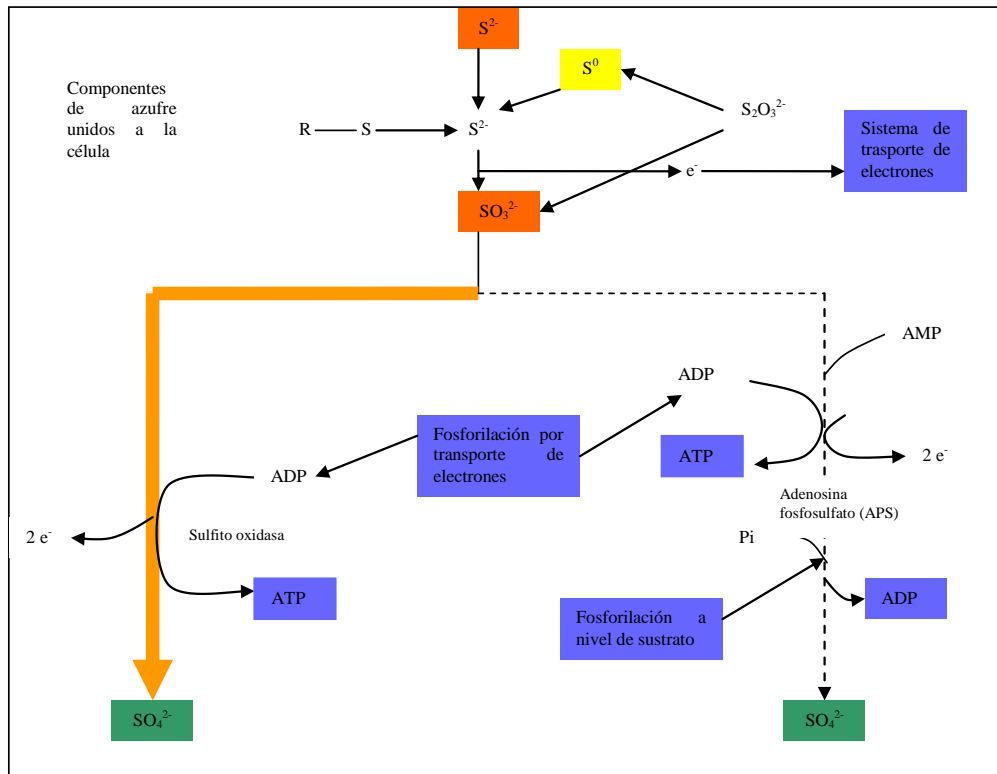 S²⁻
S⁰
Componentes
de azufre
unidos a la
célula
S₂O₃²⁻
R S S²⁻
Sistema de
trasporte de
electrones
e⁻
SO₃²⁻
AMP
ADP
Fosforilación por
transporte de
electrones
ATP
2 e⁻
ADP
Adenosina
fosfosulfato (APS)
2 e⁻
Sulfito oxidasa
Pi
ATP
ADP
Fosforilación a
nivel de sustrato
SO₄²⁻
SO₄²⁻